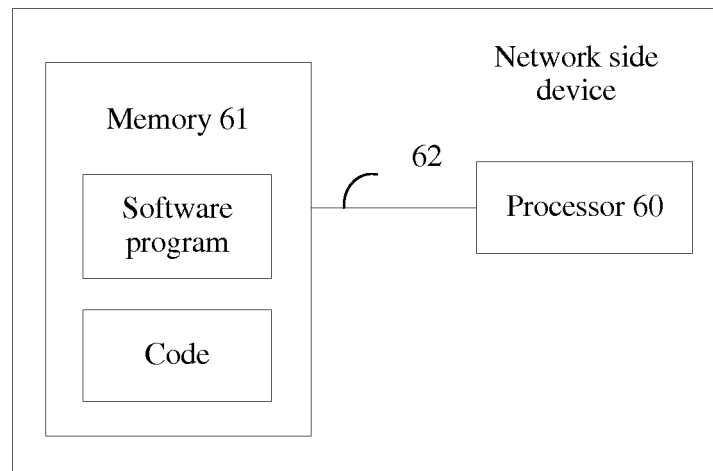 Network side
device
Memory 61
62
Software
program
Processor 60
Code